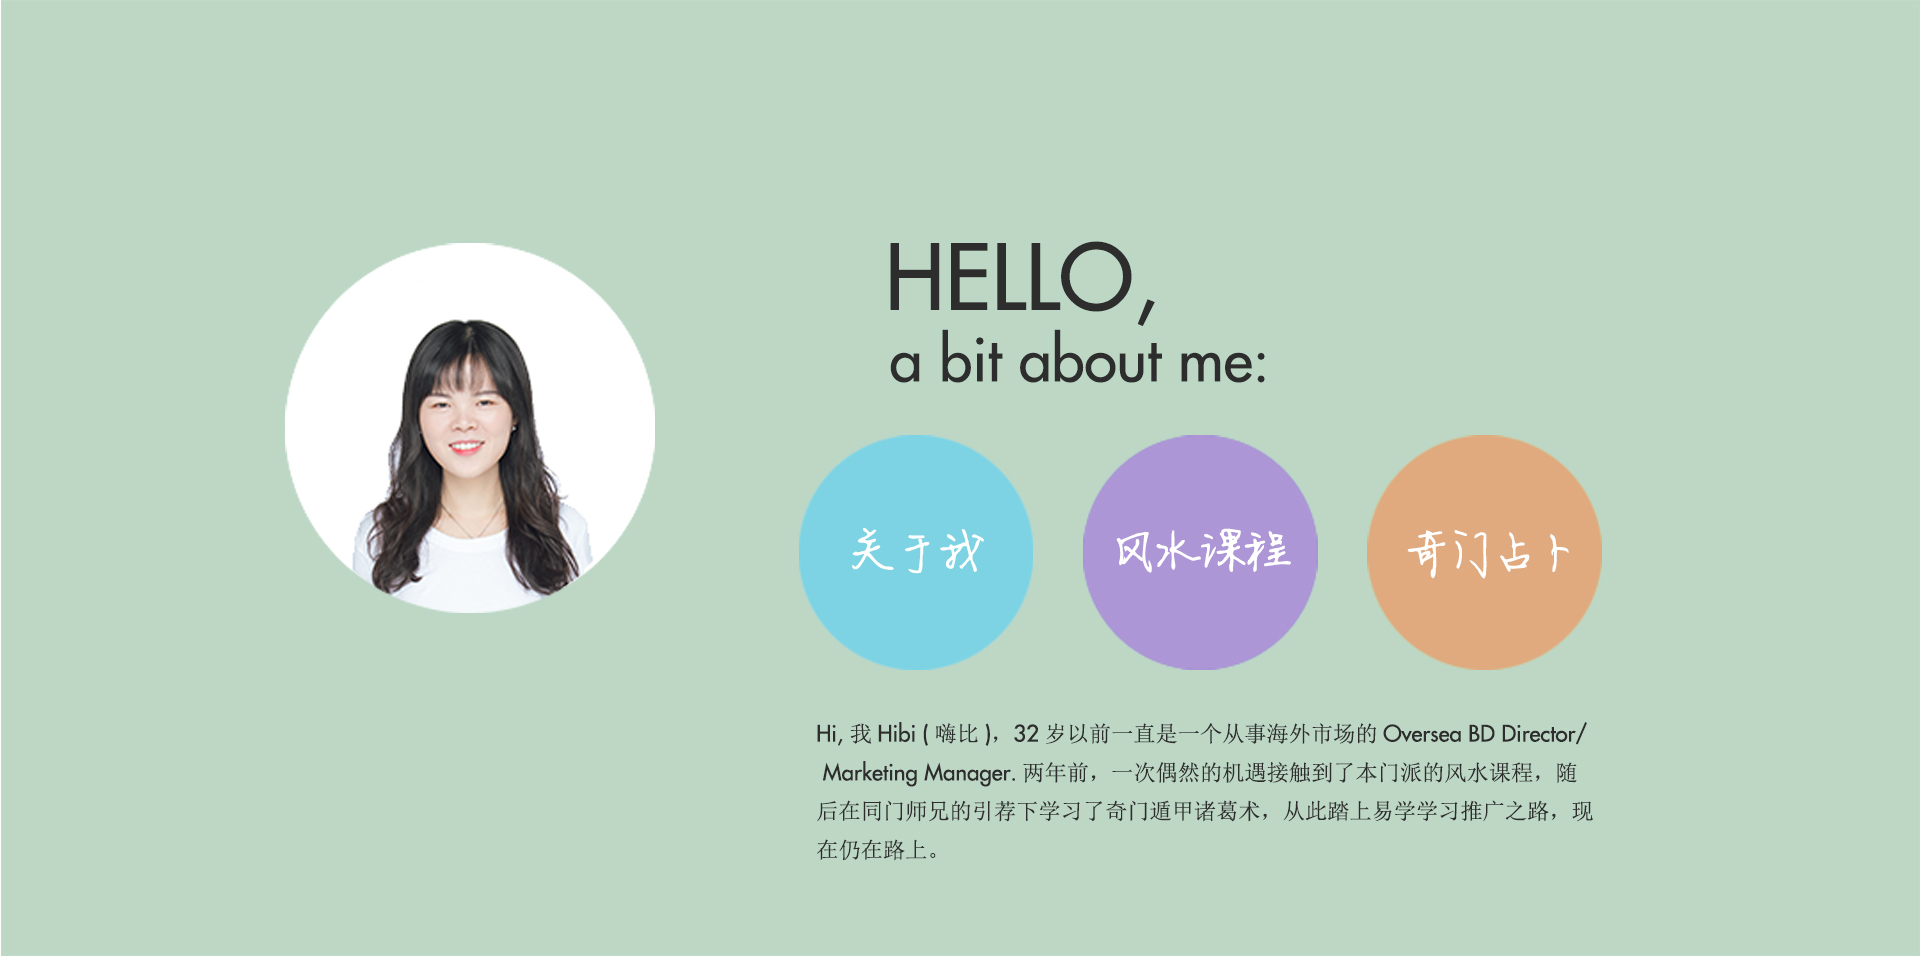 HELLO,
a bit about me:
关于我
风水课程
奇门占卜
Hi, 我 Hibi ( 嗨比 )，32 岁以前一直是一个从事海外市场的 Oversea BD Director/
Marketing Manager. 两年前，一次偶然的机遇接触到了本门派的风水课程，随
后在同门师兄的引荐下学习了奇门遁甲诸葛术，从此踏上易学学习推广之路，现
在仍在路上。